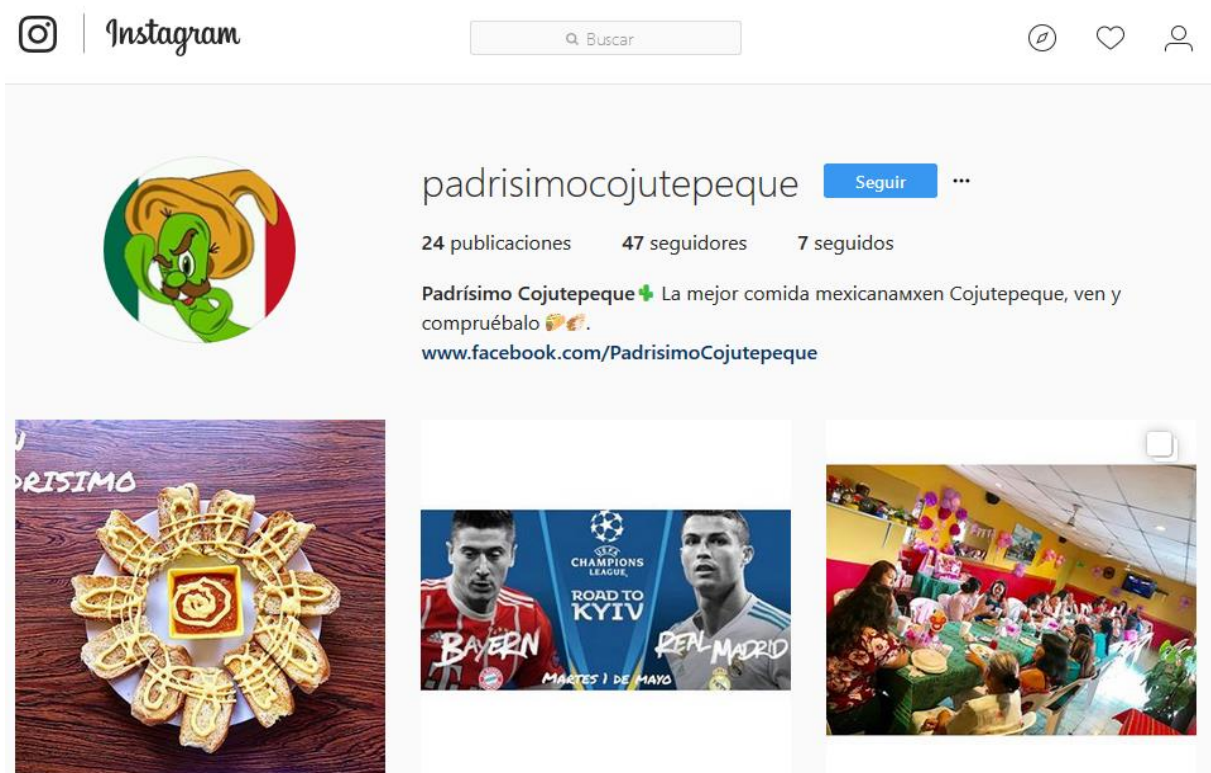 Instagram
Buscar
padrisimocojutepeque Seguir
24 publicaciones 47 seguidores 7 seguidos
Padrísimo Cojutepeque La mejor comida mexicanaмxen Cojutepeque, ven y
compruébalo .
www.facebook.com/PadrisimoCojutepeque
RISIMO
UEFA
CHAMPIONS
LEAGUE
ROAD TO
KYIV
BAYERN REAL MADRID
MARTES 1 DE MAYO